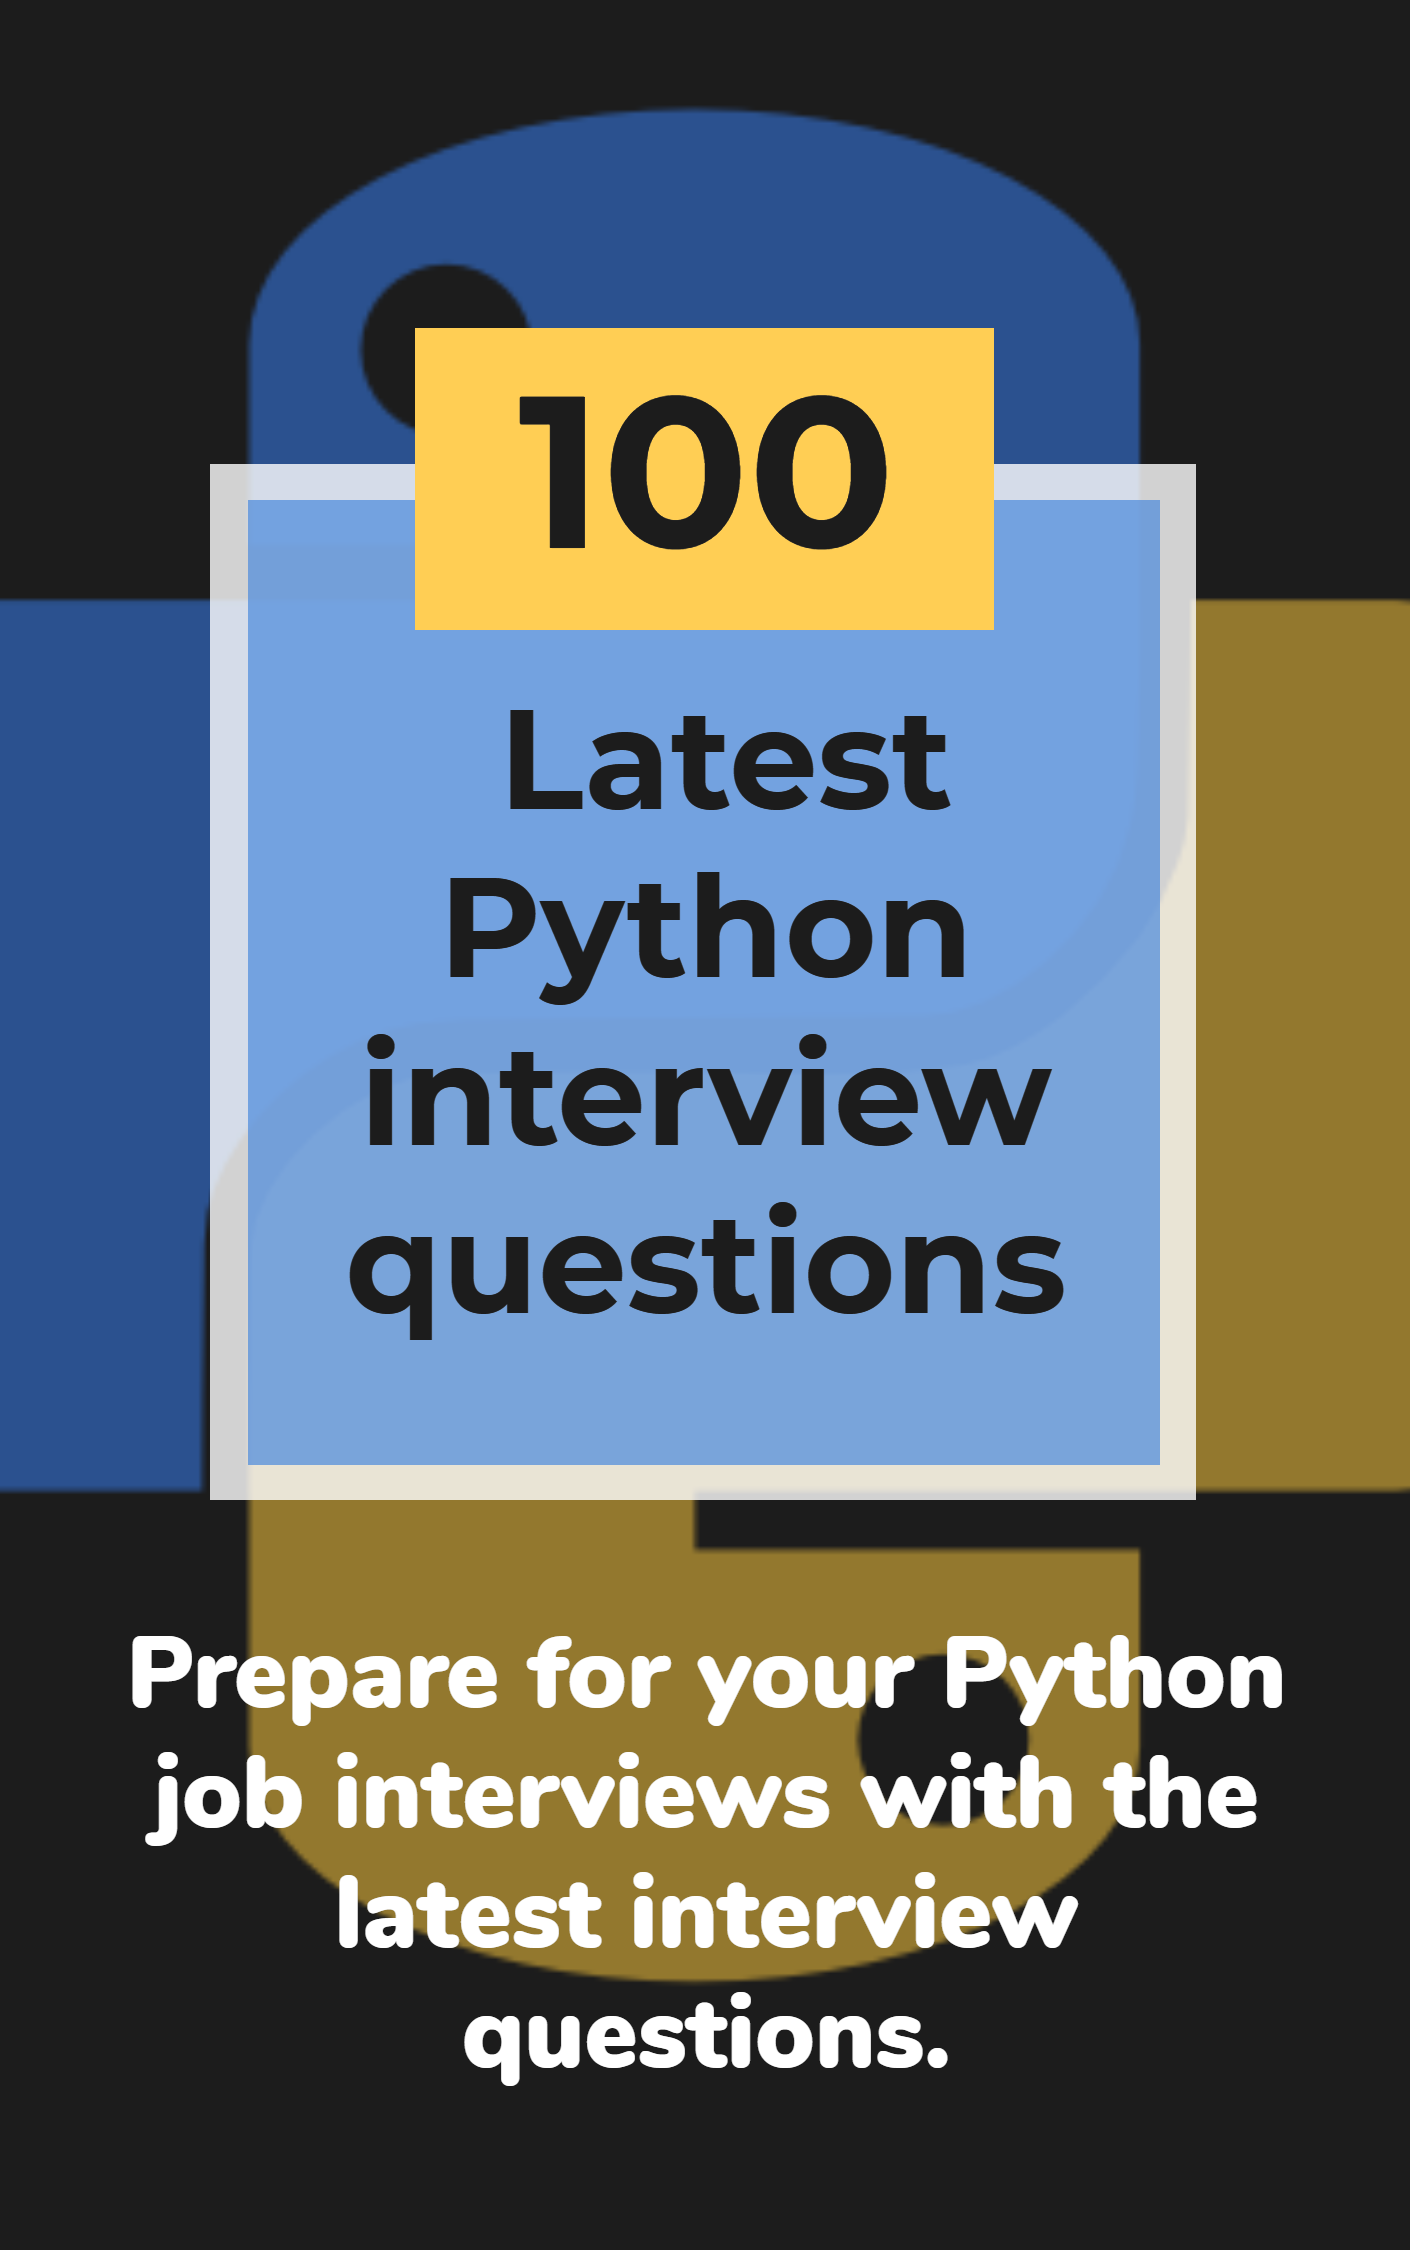 100
Latest
Python
interview
questions
Prepare for your Python
job interviews with the
latest interview
questions.